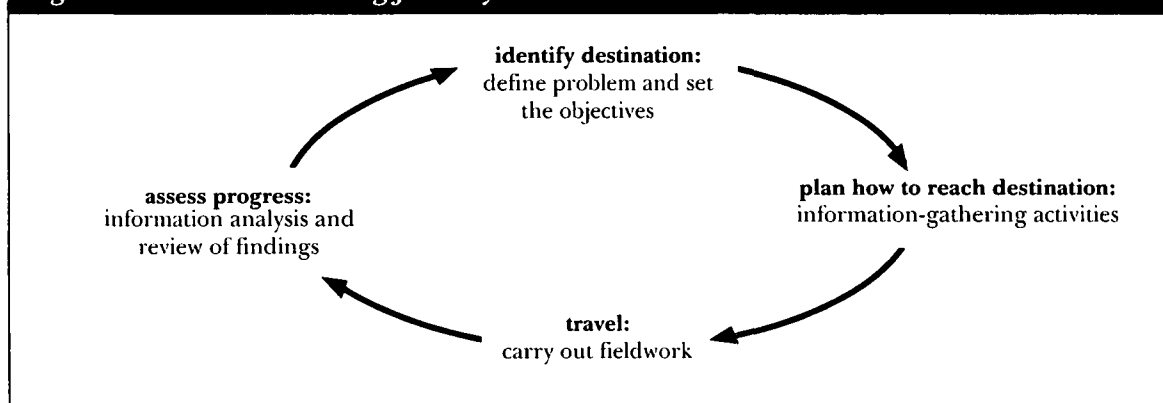 identify destination:
define problem and set
the objectives
plan how to reach destination:
information-gathering activities
travel:
carry out fieldwork
assess progress:
information analysis and
review of findings